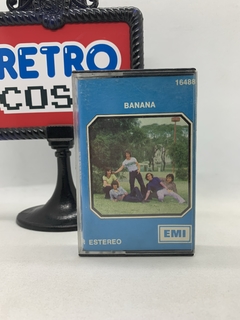 RETRO
COS
16488
BANANA
EMI
ESTEREO